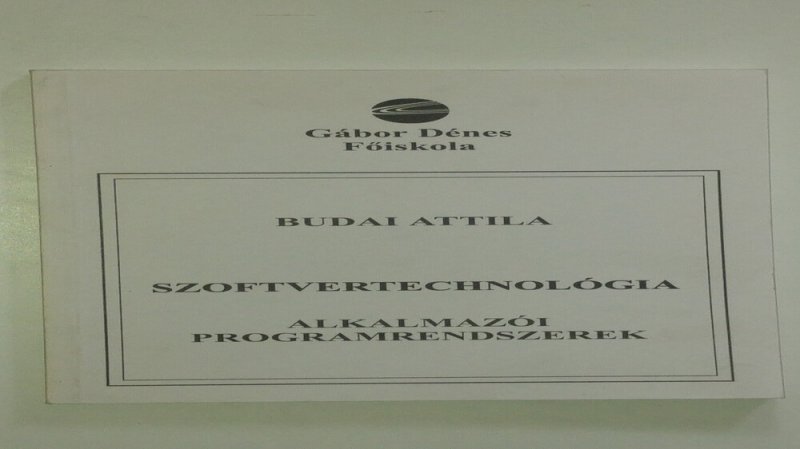 Gábor Dénes
Főiskola
BUDAI ATTILA
SZOFTVERTECHNOLÓGIA
ALKALMAZÓI
PROGRAMRENDSZEREK